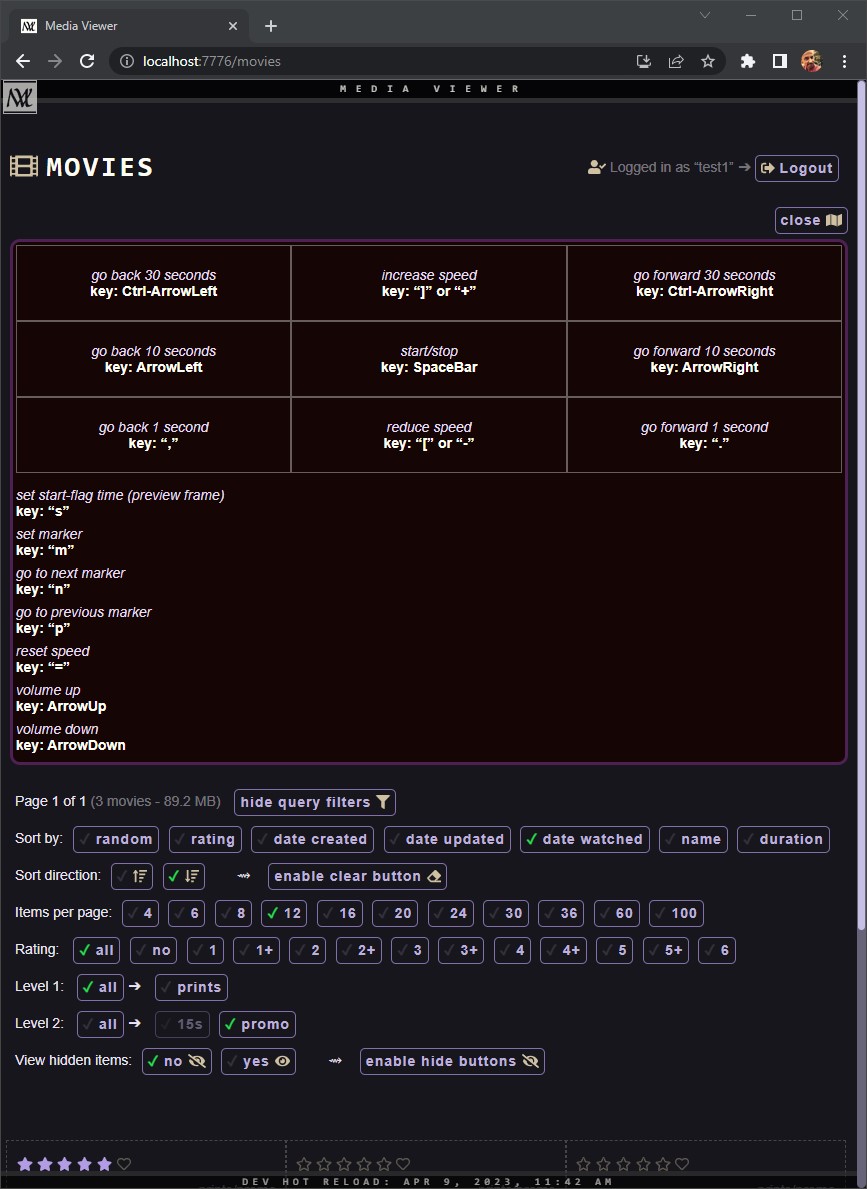 Media Viewer
localhost:7776/movies
MEDIA VIEWER
MOVIES
Logged in as “test1” → Logout
close
go back 30 seconds
key: Ctrl-ArrowLeft
increase speed
key: “]” or “+”
go forward 30 seconds
key: Ctrl-ArrowRight
go back 10 seconds
key: ArrowLeft
start/stop
key: SpaceBar
go forward 10 seconds
key: ArrowRight
go back 1 second
key: “,”
reduce speed
key: “[” or “-”
go forward 1 second
key: “.”
set start-flag time (preview frame)
key: “s”
set marker
key: “m”
go to next marker
key: “n”
go to previous marker
key: “p”
reset speed
key: “=”
volume up
key: ArrowUp
volume down
key: ArrowDown
Page 1 of 1 (3 movies - 89.2 MB) hide query filters
Sort by: random rating date created date updated date watched name duration
Sort direction: enable clear button
Items per page: 4 6 8 12 16 20 24 30 36 60 100
Rating: all no 1 1+ 2 2+ 3 3+ 4 4+ 5 5+ 6
Level 1: all → prints
Level 2: all → 15s promo
View hidden items: no yes enable hide buttons
DEV HOT RELOAD: APR 9, 2023, 11:42 AM